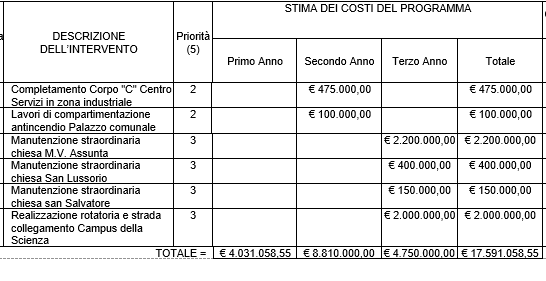 a
DESCRIZIONE
DELL'INTERVENTO
Priorità
(5)
STIMA DEI COSTI DEL PROGRAMMA
Primo Anno
Secondo Anno
Terzo Anno
Totale
Completamento Corpo "C" Centro
Servizi in zona industriale
2
€ 475.000,00
€ 475.000,00
Lavori di compartimentazione
antincendio Palazzo comunale
2
€ 100.000,00
€ 100.000,00
Manutenzione straordinaria
chiesa M.V. Assunta
3
€ 2.200.000,00
€ 2.200.000,00
Manutenzione straordinaria
chiesa San Lussorio
3
€ 400.000,00
€ 400.000,00
Manutenzione straordinaria
chiesa san Salvatore
3
€ 150.000,00
€ 150.000,00
Realizzazione rotatoria e strada
collegamento Campus della
Scienza
3
€ 2.000.000,00
€ 2.000.000,00
TOTALE =
€ 4.031.058,55
€ 8.810.000,00
€ 4.750.000,00
€ 17.591.058,55